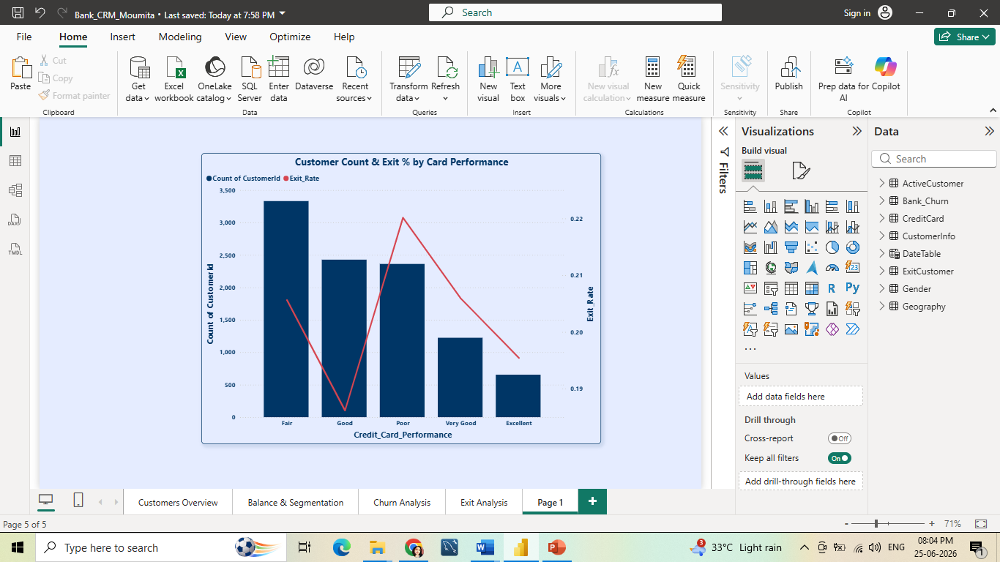 Bank_CRM_Moumita • Last saved: Today at 7:58 PM
Search
Sign in
File Home Insert Modeling View Optimize Help
Share
Paste
Cut
Copy
Format painter
Clipboard
Get data
Excel workbook
OneLake catalog
SQL Server
Enter data
Dataverse
Recent sources
Data
Transform data
Refresh
Queries
New visual
Text box
More visuals
Insert
New visual calculation
New measure
Quick measure
Calculations
Sensitivity
Sensitivity
Publish
Share
Prep data for AI
Copilot
Copilot
Customer Count & Exit % by Card Performance
Count of CustomerId Exit_Rate
Count of CustomerId
3,500
3,000
2,500
2,000
1,500
1,000
500
0
0.22
0.21
0.20
0.19
Exit_Rate
Fair Good Poor Very Good Excellent
Credit_Card_Performance
Filters
Visualizations
Build visual
123
R
Py
...
Values
Add data fields here
Drill through
Cross-report Off
Keep all filters On
Add drill-through fields here
Data
Search
ActiveCustomer
Bank_Churn
CreditCard
CustomerInfo
DateTable
ExitCustomer
Gender
Geography
DAX
TMDL
Customers Overview Balance & Segmentation Churn Analysis Exit Analysis Page 1 +
Page 5 of 5
- + 71%
Type here to search
W
P
3
33°C Light rain
ENG
08:04 PM
25-06-2026
1